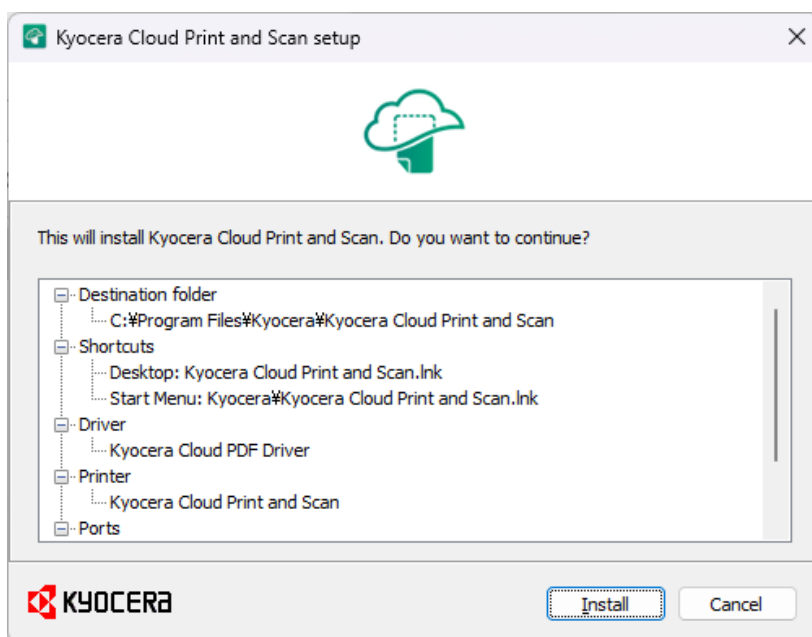 Kyocera Cloud Print and Scan setup
This will install Kyocera Cloud Print and Scan. Do you want to continue?
Destination folder
C:¥Program Files¥Kyocera¥Kyocera Cloud Print and Scan
Shortcuts
Desktop: Kyocera Cloud Print and Scan.lnk
Start Menu: Kyocera¥Kyocera Cloud Print and Scan.lnk
Driver
Kyocera Cloud PDF Driver
Printer
Kyocera Cloud Print and Scan
Ports
KYOCERA
Install
Cancel